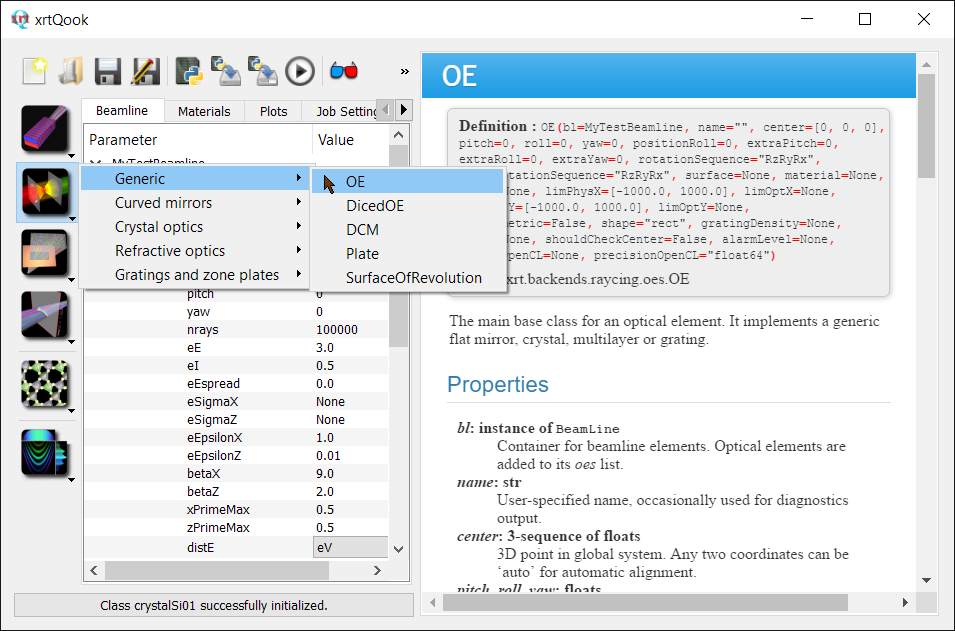 xrt xrtQook
»
Beamline Materials Plots Job Setting
Parameter Value
MyTestBeamline
Generic
Curved mirrors
Crystal optics
Refractive optics
Gratings and zone plates
OE
DicedOE
DCM
Plate
SurfaceOfRevolution
pitch 0
yaw 0
nrays 100000
eE 3.0
eI 0.5
eEspread 0.0
eSigmaX None
eSigmaZ None
eEpsilonX 1.0
eEpsilonZ 0.01
betaX 9.0
betaZ 2.0
xPrimeMax 0.5
zPrimeMax 0.5
distE eV
Class crystalSi01 successfully initialized.
OE
Definition : OE(bl=MyTestBeamline, name="", center=[0, 0, 0],
pitch=0, roll=0, yaw=0, positionRoll=0, extraPitch=0,
extraRoll=0, extraYaw=0, rotationSequence="RzRyRx",
otationSequence="RzRyRx", surface=None, material=None,
None, limPhysX=[-1000.0, 1000.0], limOptX=None,
Y=[-1000.0, 1000.0], limOptY=None,
metric=False, shape="rect", gratingDensity=None,
None, shouldCheckCenter=False, alarmLevel=None,
penCL=None, precisionOpenCL="float64")
xrt.backends.raycing.oes.OE
The main base class for an optical element. It implements a generic
flat mirror, crystal, multilayer or grating.
Properties
bl: instance of BeamLine
Container for beamline elements. Optical elements are
added to its oes list.
name: str
User-specified name, occasionally used for diagnostics
output.
center: 3-sequence of floats
3D point in global system. Any two coordinates can be
‘auto’ for automatic alignment.
pitch, roll, yaw: floats